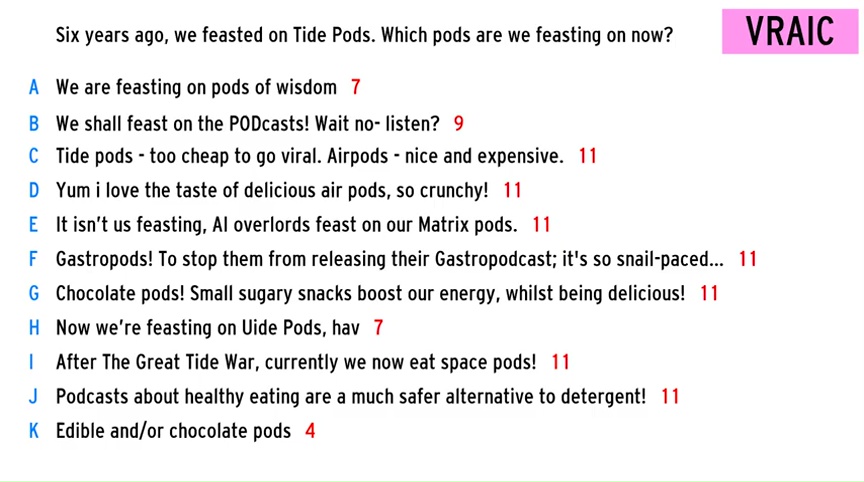 Six years ago, we feasted on Tide Pods. Which pods are we feasting on now?
VRAIC
A We are feasting on pods of wisdom 7
B We shall feast on the PODcasts! Wait no- listen? 9
C Tide pods - too cheap to go viral. Airpods - nice and expensive. 11
D Yum i love the taste of delicious air pods, so crunchy! 11
E It isn't us feasting, AI overlords feast on our Matrix pods. 11
F Gastropods! To stop them from releasing their Gastropodcast; it's so snail-paced... 11
G Chocolate pods! Small sugary snacks boost our energy, whilst being delicious! 11
H Now we're feasting on Uide Pods, hav 7
I After The Great Tide War, currently we now eat space pods! 11
J Podcasts about healthy eating are a much safer alternative to detergent! 11
K Edible and/or chocolate pods 4